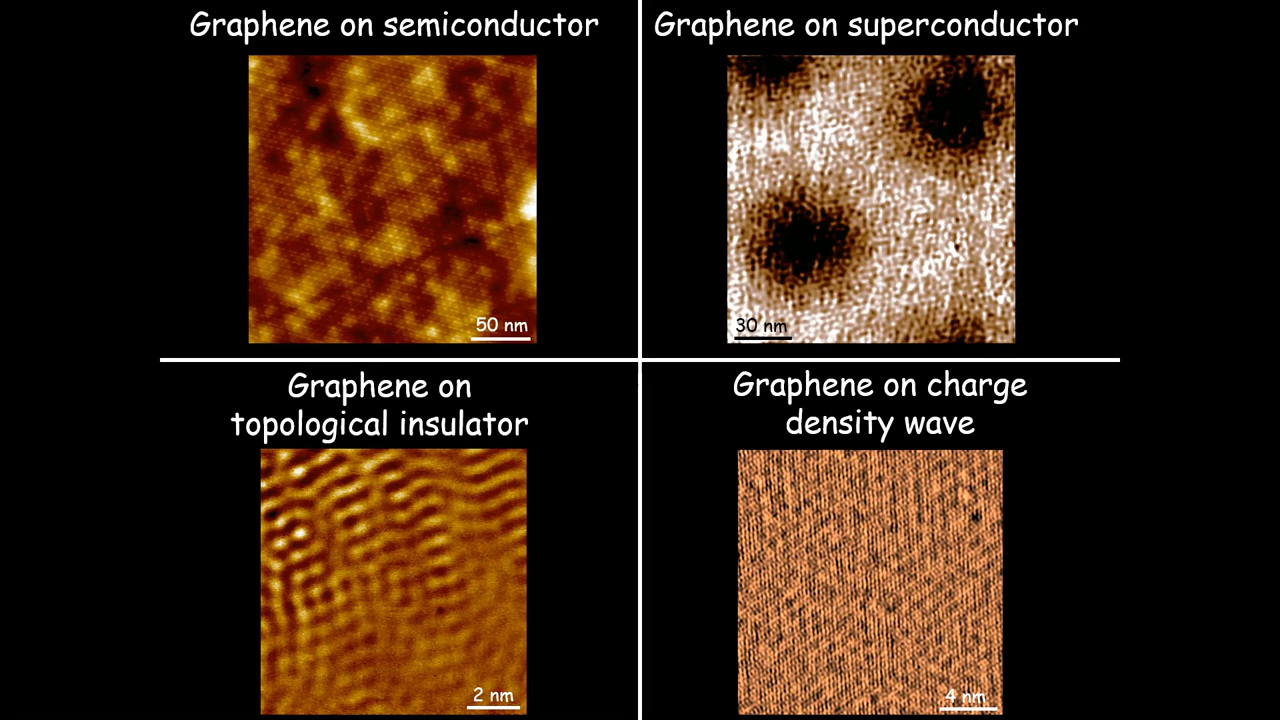 Graphene on semiconductor
50 nm
Graphene on superconductor
30 nm
Graphene on
topological insulator
2 nm
Graphene on charge
density wave
4 nm